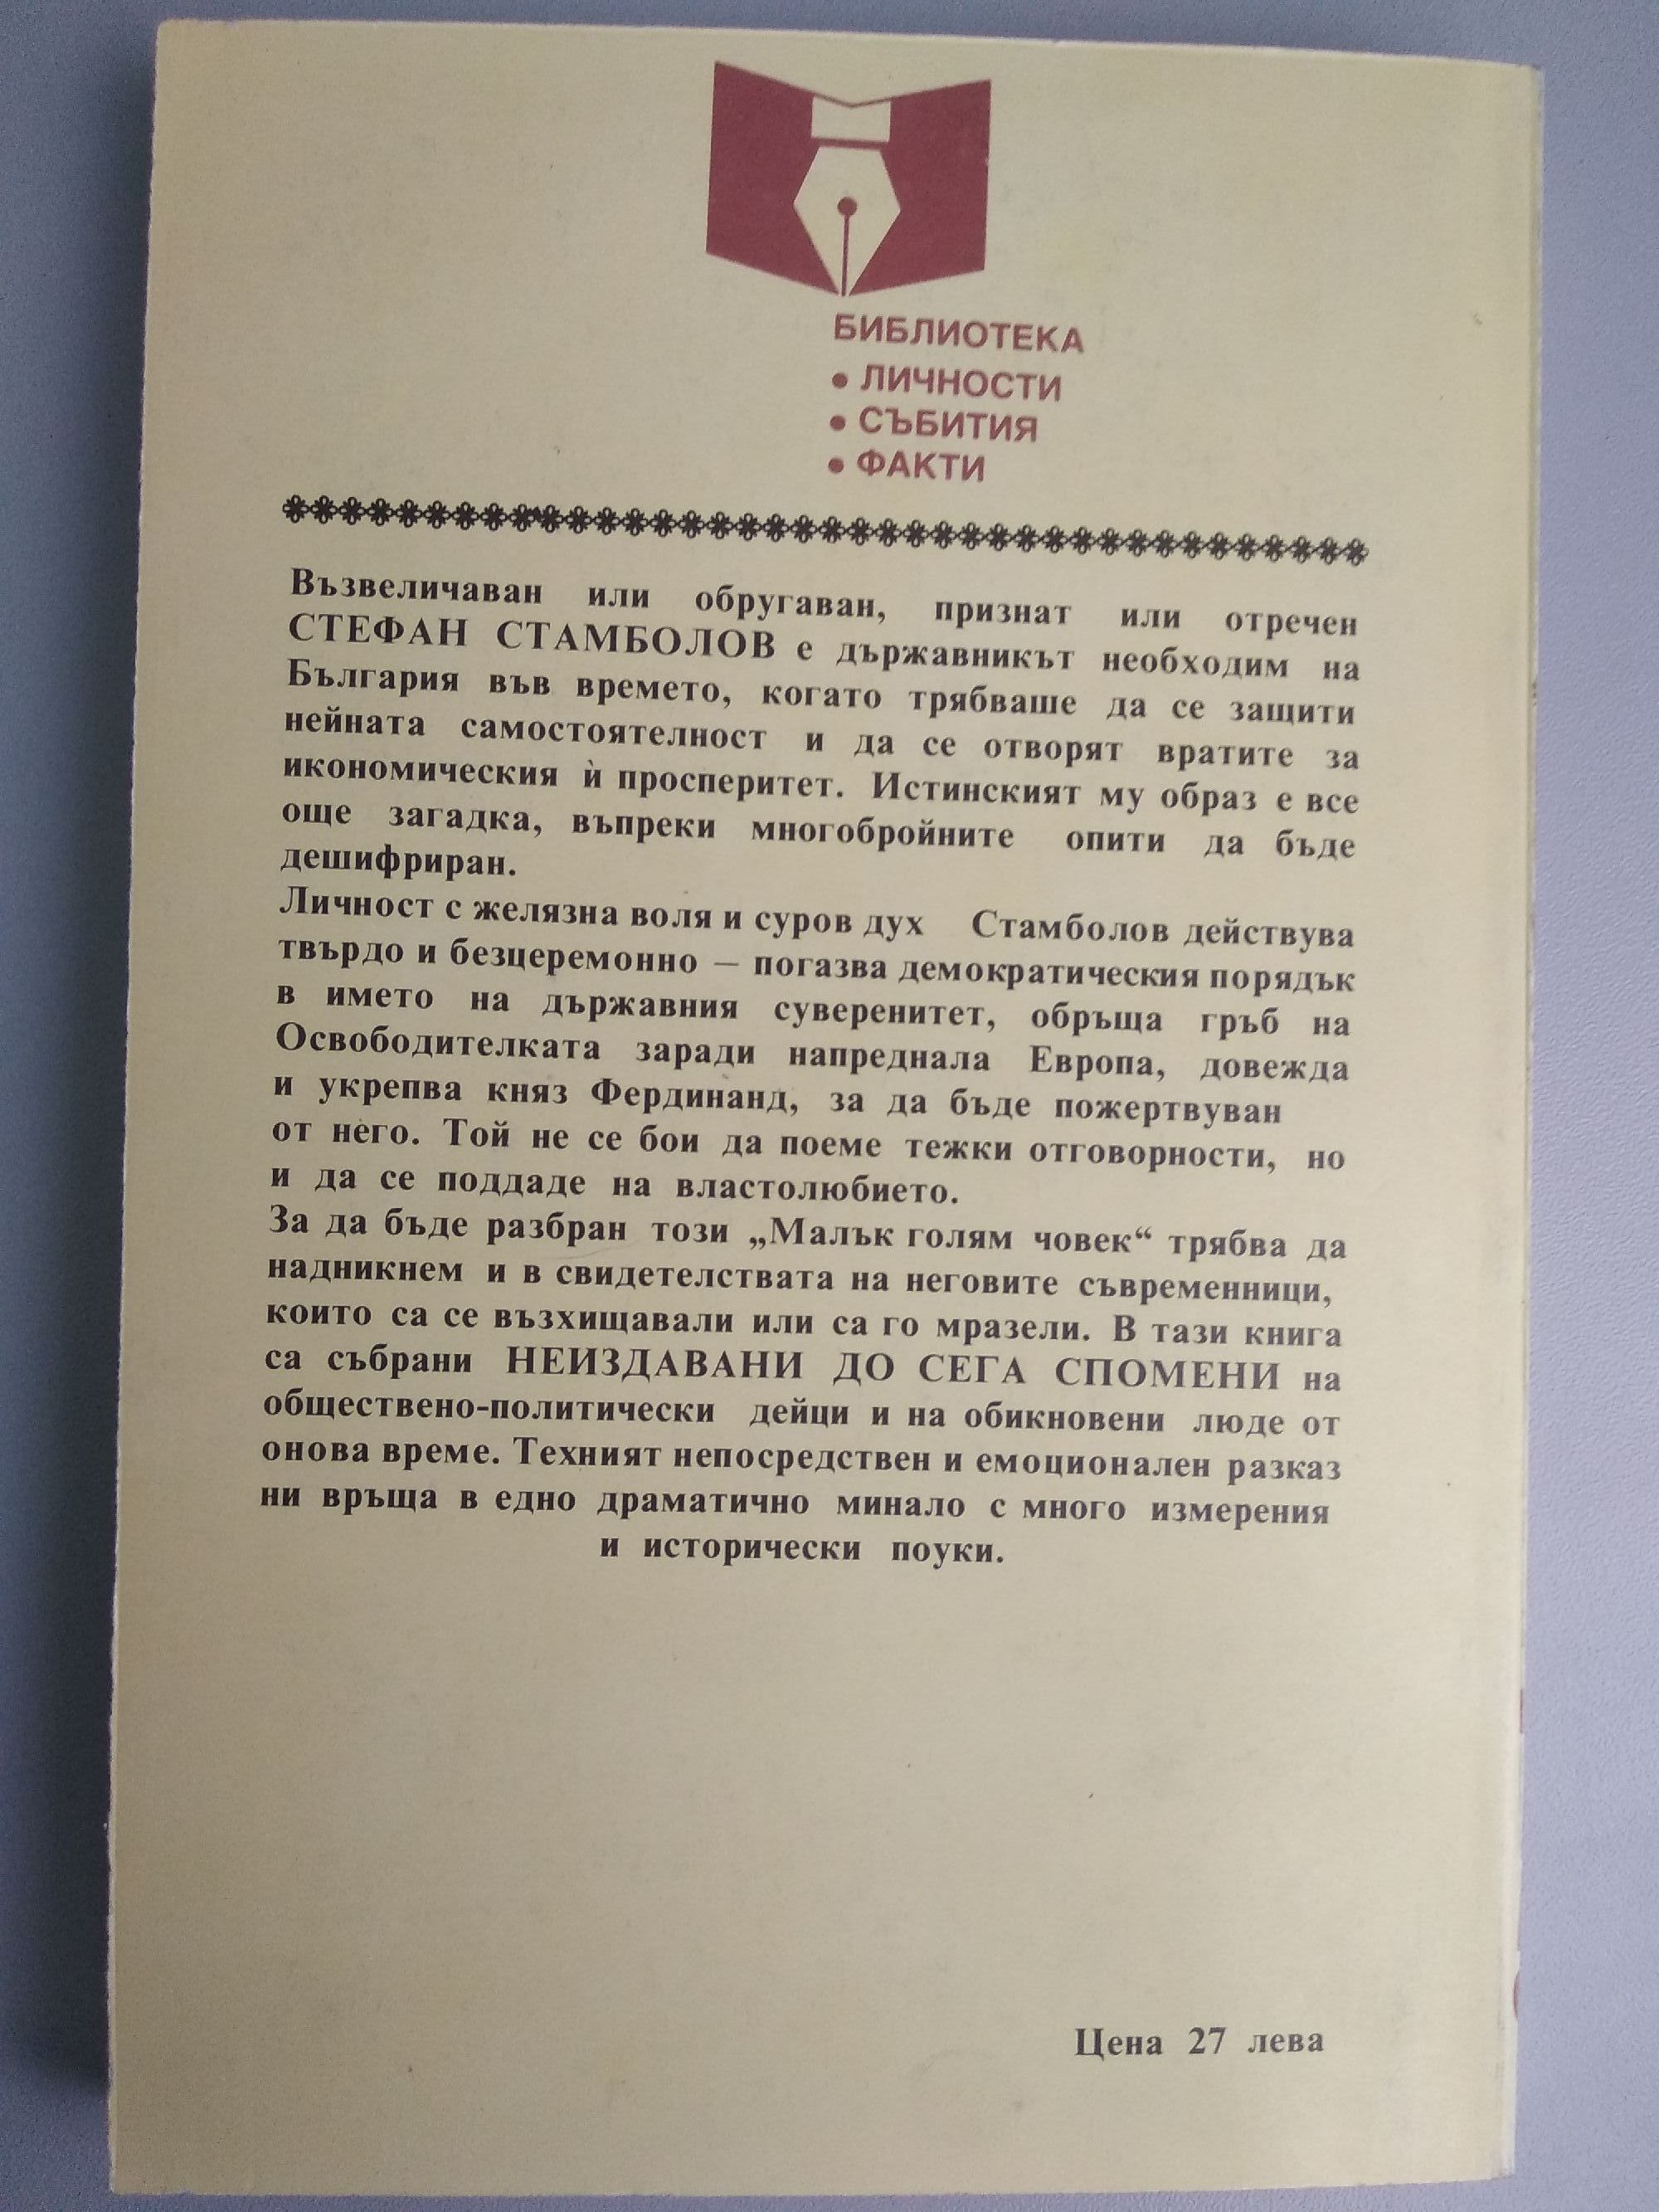 БИБЛИОТЕКА
• ЛИЧНОСТИ
• СЪБИТИЯ
• ФАКТИ
Възвеличаван или обругаван, признат или отречен
СТЕФАН СТАМБОЛОВ е държавникът необходим на
България във времето, когато трябваше да се защити
нейната самостоятелност и да се отворят вратите за
икономическия ѝ просперитет. Истинският му образ е все
още загадка, въпреки многобройните опити да бъде
дешифриран.
Личност с желязна воля и суров дух Стамболов действува
твърдо и безцеремонно — погазва демократическия порядък
в името на държавния суверенитет, обръща гръб на
Освободителката заради напреднала Европа, довежда
и укрепва княз Фердинанд, за да бъде пожертвуван
от него. Той не се бои да поеме тежки отговорности, но
и да се поддаде на властолюбието.
За да бъде разбран този „Малък голям човек“ трябва да
надникнем и в свидетелствата на неговите съвременници,
които са се възхищавали или са го мразели. В тази книга
са събрани НЕИЗДАВАНИ ДО СЕГА СПОМЕНИ на
обществено-политически дейци и на обикновени люде от
онова време. Техният непосредствен и емоционален разказ
ни връща в едно драматично минало с много измерения
и исторически поуки.
Цена 27 лева